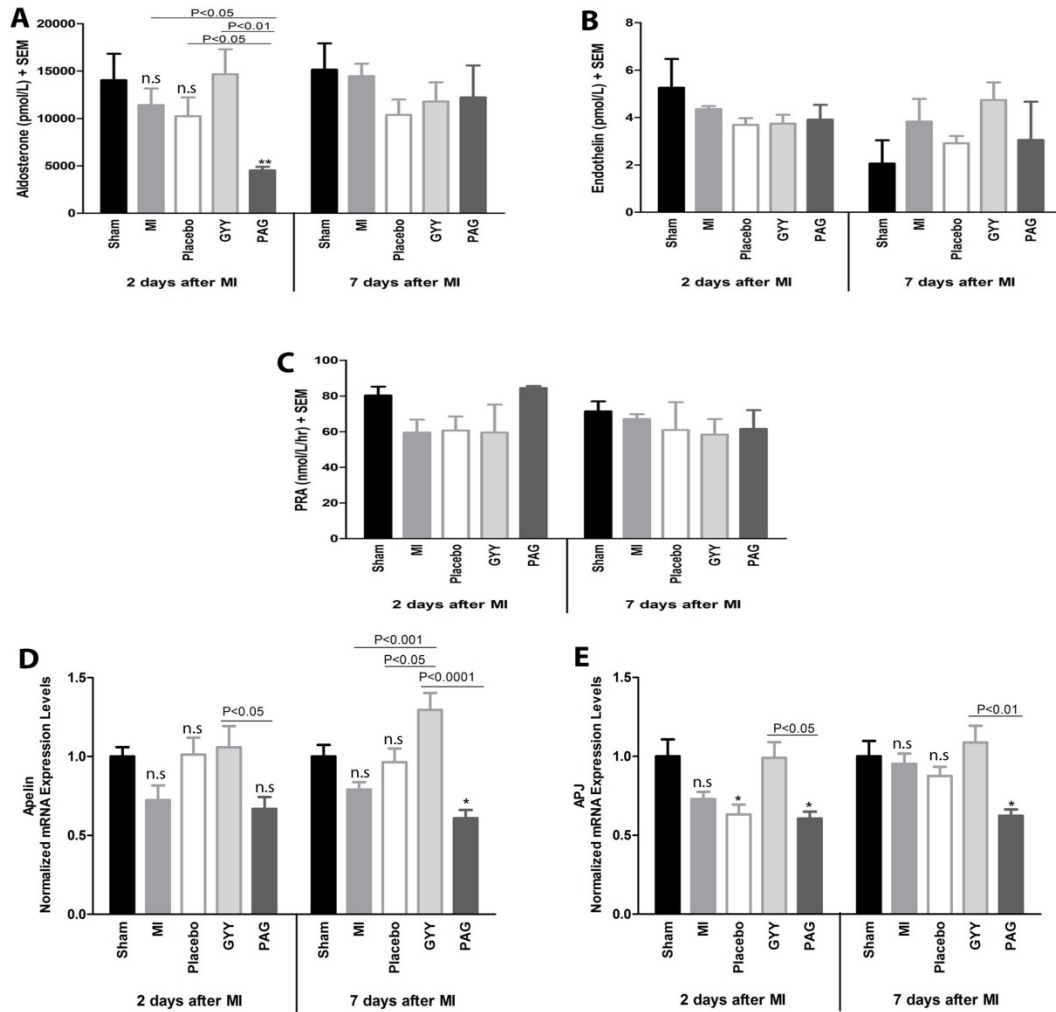 A
Aldosterone (pmol/L) + SEM
20000
15000
10000
5000
0
P<0.05
P<0.01
P<0.05
n.s
n.s
**
Sham
MI
Placebo
GYY
PAG
Sham
MI
Placebo
GYY
PAG
2 days after MI
7 days after MI
B
Endothelin (pmol/L) + SEM
8
6
4
2
0
Sham
MI
Placebo
GYY
PAG
Sham
MI
Placebo
GYY
PAG
2 days after MI
7 days after MI
C
PRA (nmol/L/hr) + SEM
100
80
60
40
20
0
Sham
MI
Placebo
GYY
PAG
Sham
MI
Placebo
GYY
PAG
2 days after MI
7 days after MI
D
Apelin
Normalized mRNA Expression Levels
1.5
1.0
0.5
0.0
P<0.001
P<0.05
P<0.0001
P<0.05
n.s
n.s
n.s
n.s
n.s
*
Sham
MI
Placebo
GYY
PAG
Sham
MI
Placebo
GYY
PAG
2 days after MI
7 days after MI
E
APJ
Normalized mRNA Expression Levels
1.5
1.0
0.5
0.0
P<0.05
P<0.01
n.s
*
*
n.s
n.s
*
Sham
MI
Placebo
GYY
PAG
Sham
MI
Placebo
GYY
PAG
2 days after MI
7 days after MI